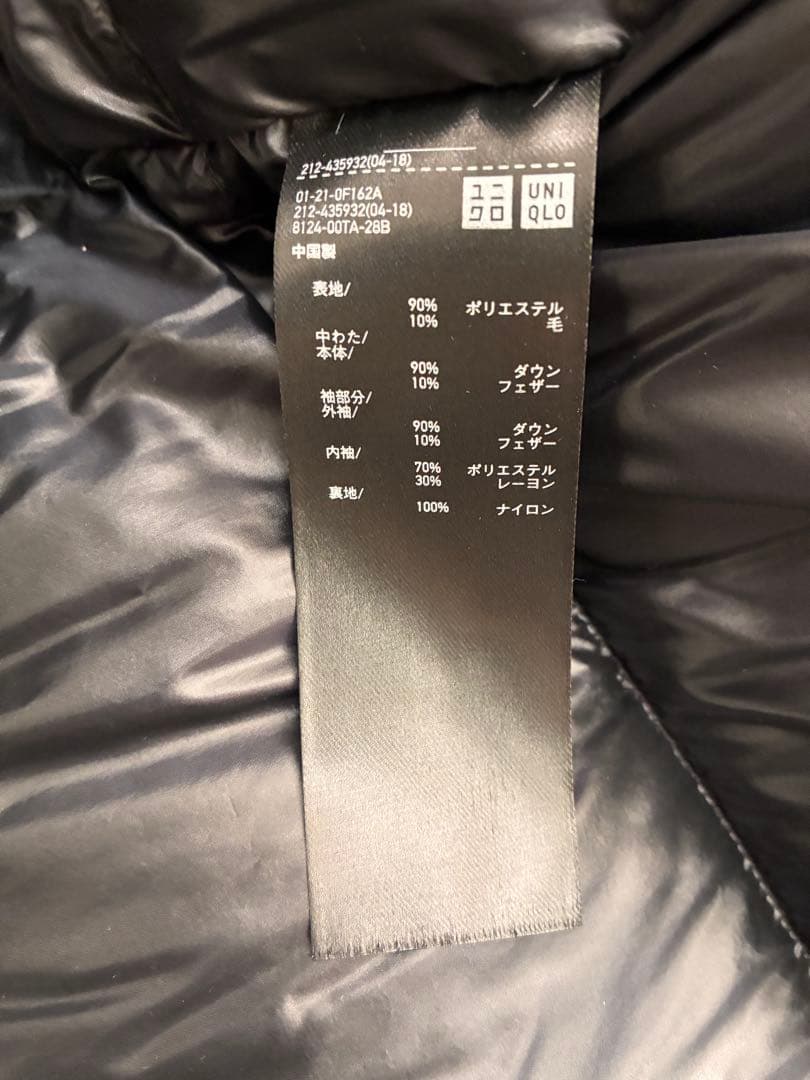 212-435932(04-18)
01-21-0F162A
212-435932(04-18)
8124-00TA-28B
ユニクロ
UNIQLO
中国製
表地/
90% ポリエステル
10% 毛
中わた/
本体/
90% ダウン
10% フェザー
袖部分/
外袖/
90% ダウン
10% フェザー
内袖/
70% ポリエステル
30% レーヨン
裏地/
100% ナイロン